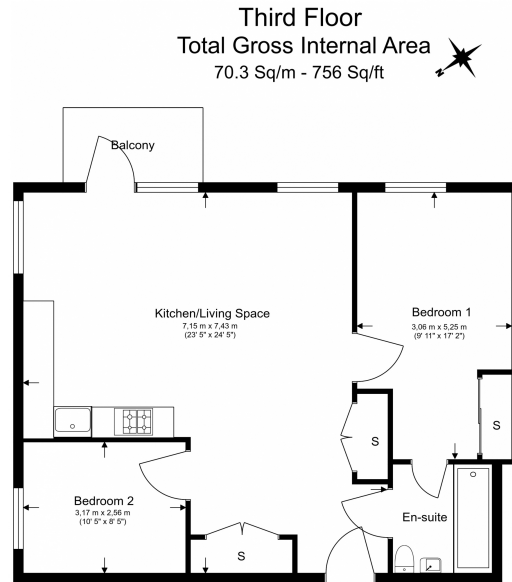 Third Floor
Total Gross Internal Area
70.3 Sq/m - 756 Sq/ft
N
Balcony
Kitchen/Living Space
7,15 m x 7,43 m
(23' 5" x 24' 5")
Bedroom 1
3,06 m x 5,25 m
(9' 11" x 17' 2")
S
S
Bedroom 2
3,17 m x 2,56 m
(10' 5" x 8' 5")
En-suite
S